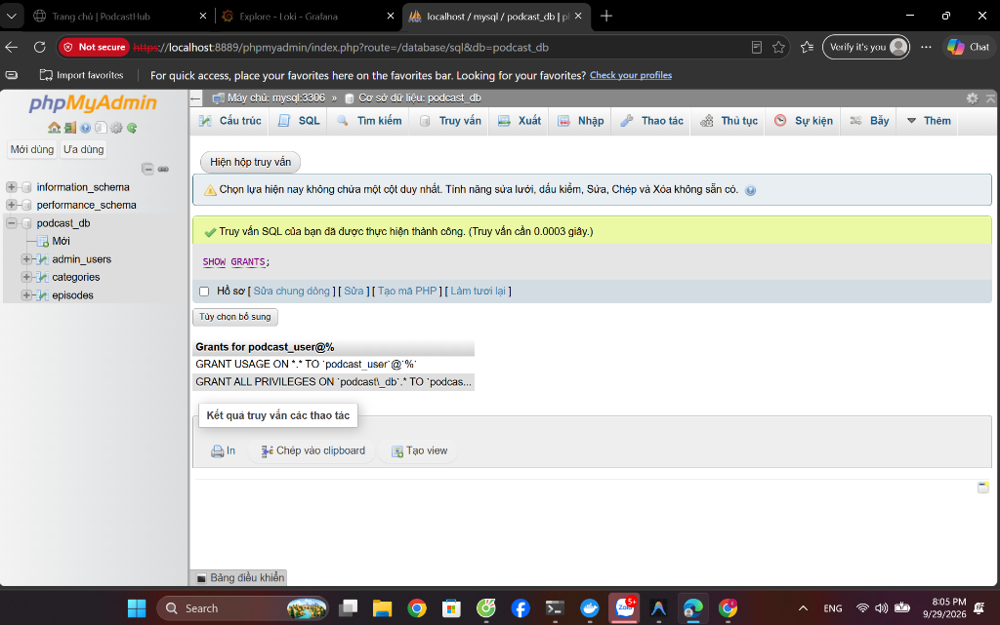 Trang chủ | PodcastHub
Explore - Loki - Grafana
localhost / mysql / podcast_db | pl
Not secure
https://localhost:8889/phpmyadmin/index.php?route=/database/sql&db=podcast_db
Verify it's you
Chat
Import favorites
For quick access, place your favorites here on the favorites bar. Looking for your favorites? Check your profiles
phpMyAdmin
Mới dùng
Ưa dùng
information_schema
performance_schema
podcast_db
Mới
admin_users
categories
episodes
Máy chủ: mysql:3306 » Cơ sở dữ liệu: podcast_db
Cấu trúc
SQL
Tìm kiếm
Truy vấn
Xuất
Nhập
Thao tác
Thủ tục
Sự kiện
Bẫy
Thêm
Hiện hộp truy vấn
Chọn lựa hiện nay không chứa một cột duy nhất. Tính năng sửa lưới, dấu kiểm, Sửa, Chép và Xóa không sẵn có.
Truy vấn SQL của bạn đã được thực hiện thành công. (Truy vấn cần 0.0003 giây.)
SHOW GRANTS;
Hồ sơ [ Sửa chung dòng ] [ Sửa ] [ Tạo mã PHP ] [ Làm tươi lại ]
Tùy chọn bổ sung
Grants for podcast_user@%
GRANT USAGE ON *.* TO `podcast_user`@`%`
GRANT ALL PRIVILEGES ON `podcast\_db`.* TO `podcas...
Kết quả truy vấn các thao tác
In
Chép vào clipboard
Tạo view
Bảng điều khiển
Search
Zalo
5+
ENG
8:05 PM
9/29/2026